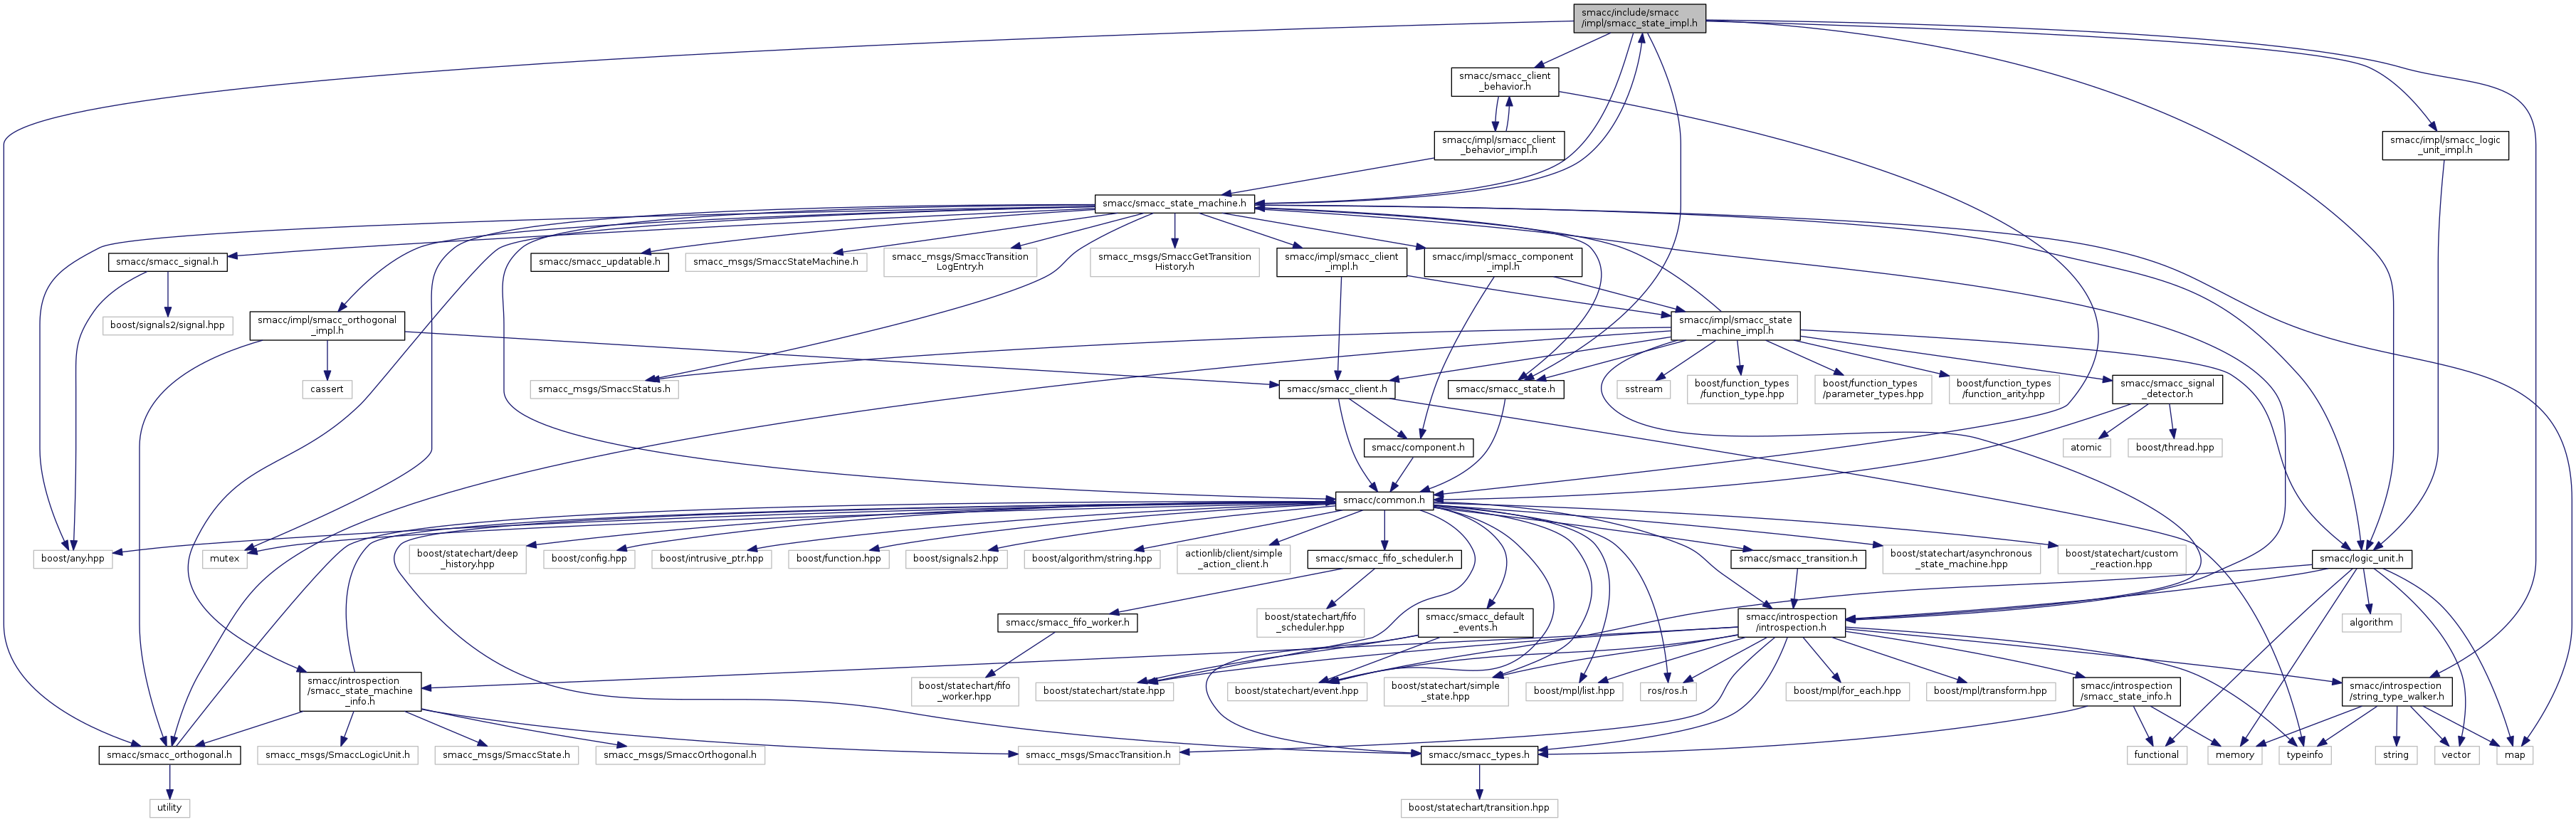 smacc/include/smacc
/impl/smacc_state_impl.h
smacc/smacc_client
_behavior.h
smacc/impl/smacc_client
_behavior_impl.h
smacc/impl/smacc_logic
_unit_impl.h
smacc/smacc_state_machine.h
smacc/smacc_signal.h
smacc/smacc_updatable.h
smacc_msgs/SmaccStateMachine.h
smacc_msgs/SmaccTransition
LogEntry.h
smacc_msgs/SmaccGetTransition
History.h
smacc/impl/smacc_client
_impl.h
smacc/impl/smacc_component
_impl.h
boost/signals2/signal.hpp
smacc/impl/smacc_orthogonal
_impl.h
smacc/impl/smacc_state
_machine_impl.h
cassert
smacc_msgs/SmaccStatus.h
smacc/smacc_client.h
smacc/smacc_state.h
sstream
boost/function_types
/function_type.hpp
boost/function_types
/parameter_types.hpp
boost/function_types
/function_arity.hpp
smacc/smacc_signal
_detector.h
smacc/component.h
atomic
boost/thread.hpp
smacc/common.h
boost/any.hpp
mutex
boost/statechart/deep
_history.hpp
boost/config.hpp
boost/intrusive_ptr.hpp
boost/function.hpp
boost/signals2.hpp
boost/algorithm/string.hpp
actionlib/client/simple
_action_client.h
smacc/smacc_fifo_scheduler.h
smacc/smacc_transition.h
boost/statechart/asynchronous
_state_machine.hpp
boost/statechart/custom
_reaction.hpp
smacc/logic_unit.h
smacc/smacc_fifo_worker.h
boost/statechart/fifo
_scheduler.hpp
smacc/smacc_default
_events.h
smacc/introspection
/introspection.h
algorithm
smacc/introspection
/smacc_state_machine
_info.h
boost/statechart/fifo
_worker.hpp
boost/statechart/state.hpp
boost/statechart/event.hpp
boost/statechart/simple
_state.hpp
boost/mpl/list.hpp
ros/ros.h
boost/mpl/for_each.hpp
boost/mpl/transform.hpp
smacc/introspection
/smacc_state_info.h
smacc/introspection
/string_type_walker.h
smacc/smacc_orthogonal.h
smacc_msgs/SmaccLogicUnit.h
smacc_msgs/SmaccState.h
smacc_msgs/SmaccOrthogonal.h
smacc_msgs/SmaccTransition.h
smacc/smacc_types.h
functional
memory
typeinfo
string
vector
map
utility
boost/statechart/transition.hpp